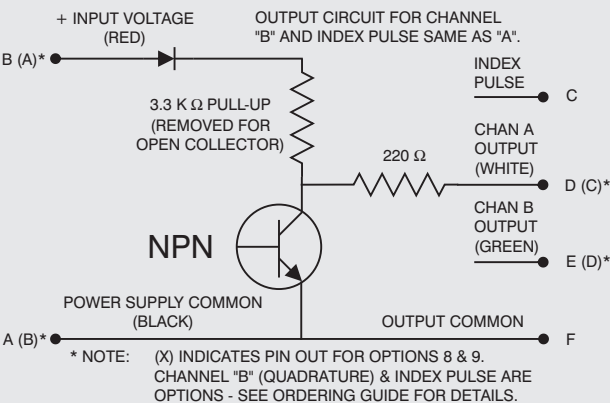 + INPUT VOLTAGE
(RED)
OUTPUT CIRCUIT FOR CHANNEL
"B" AND INDEX PULSE SAME AS "A".
B (A)*
INDEX
PULSE
C
3.3 K Ω PULL-UP
(REMOVED FOR
OPEN COLLECTOR)
220 Ω
CHAN A
OUTPUT
(WHITE)
D (C)*
CHAN B
OUTPUT
(GREEN)
E (D)*
NPN
POWER SUPPLY COMMON
(BLACK)
OUTPUT COMMON
A (B)*
F
* NOTE: (X) INDICATES PIN OUT FOR OPTIONS 8 & 9.
CHANNEL "B" (QUADRATURE) & INDEX PULSE ARE
OPTIONS - SEE ORDERING GUIDE FOR DETAILS.